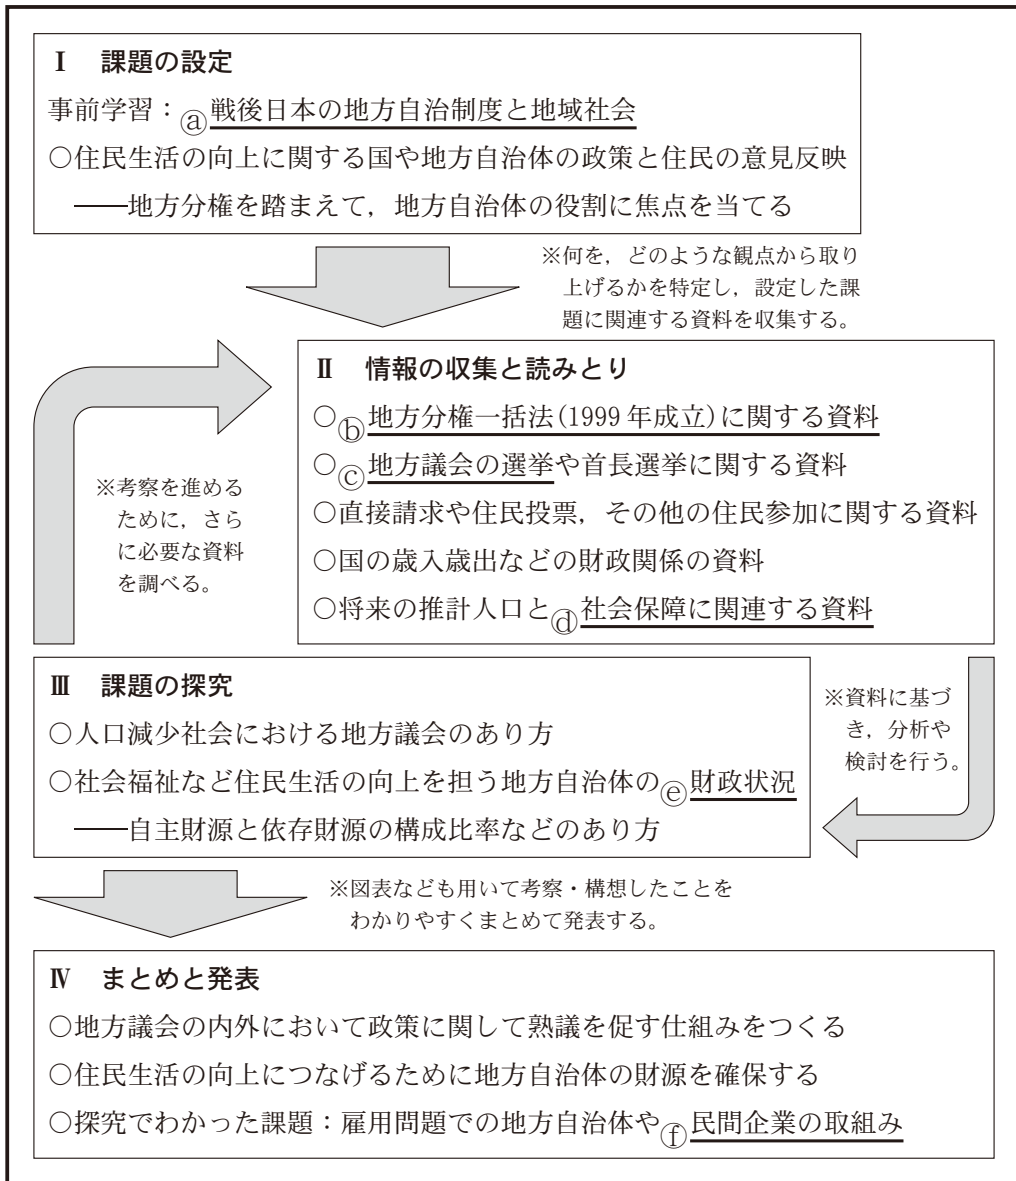 Ⅰ 課題の設定
事前学習：ⓐ戦後日本の地方自治制度と地域社会
○住民生活の向上に関する国や地方自治体の政策と住民の意見反映
――地方分権を踏まえて，地方自治体の役割に焦点を当てる
※何を，どのような観点から取り
上げるかを特定し，設定した課
題に関連する資料を収集する。
Ⅱ 情報の収集と読みとり
○ⓑ地方分権一括法(1999年成立)に関する資料
○ⓒ地方議会の選挙や首長選挙に関する資料
○直接請求や住民投票，その他の住民参加に関する資料
○国の歳入歳出などの財政関係の資料
○将来の推計人口とⓓ社会保障に関連する資料
※考察を進める
ために，さら
に必要な資料
を調べる。
Ⅲ 課題の探究
○人口減少社会における地方議会のあり方
○社会福祉など住民生活の向上を担う地方自治体のⓔ財政状況
――自主財源と依存財源の構成比率などのあり方
※資料に基づ
き，分析や
検討を行う。
※図表なども用いて考察・構想したことを
わかりやすくまとめて発表する。
Ⅳ まとめと発表
○地方議会の内外において政策に関して熟議を促す仕組みをつくる
○住民生活の向上につなげるために地方自治体の財源を確保する
○探究でわかった課題：雇用問題での地方自治体やⓕ民間企業の取組み